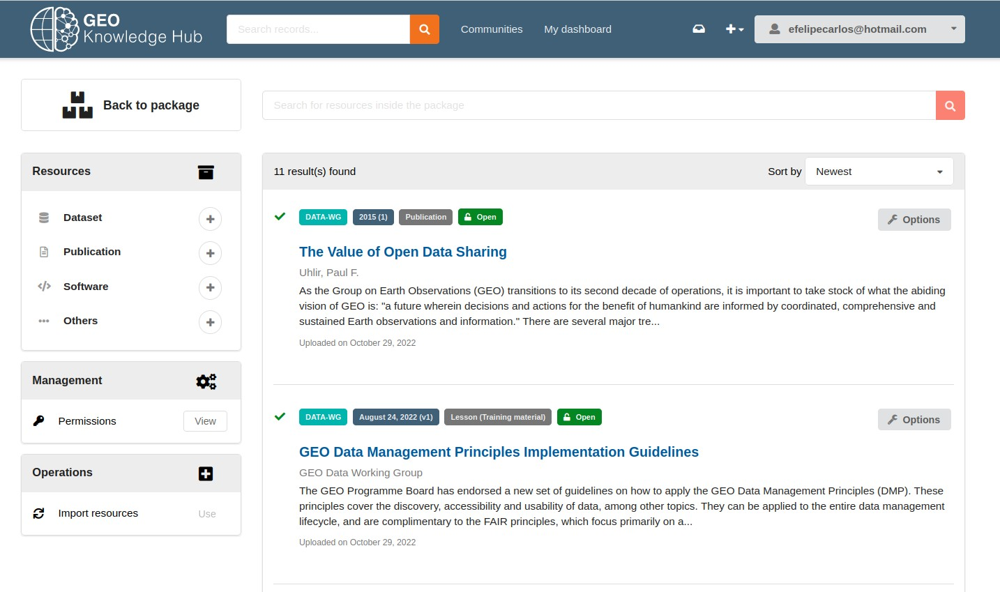 GEO
Knowledge Hub
Search records...
Communities
My dashboard
efelipecarlos@hotmail.com
Back to package
Search for resources inside the package
Resources
Dataset
Publication
Software
Others
Management
Permissions
View
Operations
Import resources
Use
11 result(s) found
Sort by
Newest
DATA-WG
2015 (1)
Publication
Open
Options
The Value of Open Data Sharing
Uhlir, Paul F.
As the Group on Earth Observations (GEO) transitions to its second decade of operations, it is important to take stock of what the abiding
vision of GEO is: "a future wherein decisions and actions for the benefit of humankind are informed by coordinated, comprehensive and
sustained Earth observations and information." There are several major tre...
Uploaded on October 29, 2022
DATA-WG
August 24, 2022 (v1)
Lesson (Training material)
Open
Options
GEO Data Management Principles Implementation Guidelines
GEO Data Working Group
The GEO Programme Board has endorsed a new set of guidelines on how to apply the GEO Data Management Principles (DMP). These
principles cover the discovery, accessibility and usability of data, among other topics. They can be applied to the entire data management
lifecycle, and are complimentary to the FAIR principles, which focus primarily on a...
Uploaded on October 29, 2022